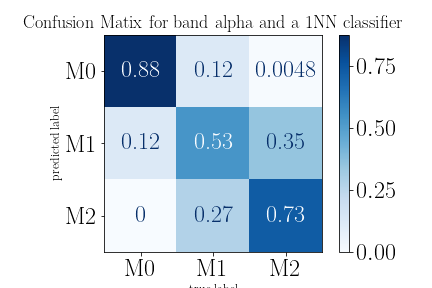 Confusion Matix for band alpha and a 1NN classifier
M0 0.88 0.12 0.0048
M1 0.12 0.53 0.35
M2 0 0.27 0.73
M0 M1 M2
predicted label
true label
0.75
0.50
0.25
0.00